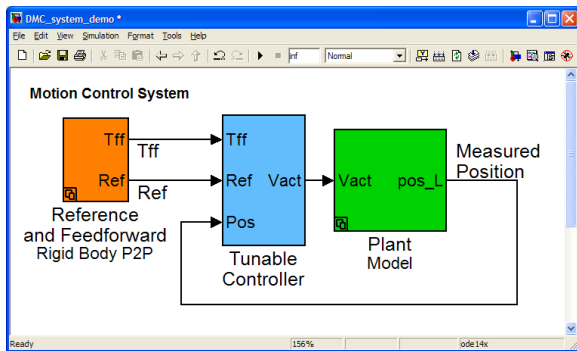 DMC_system_demo *
File Edit View Simulation Format Tools Help
inf Normal
Motion Control System
Tff
Tff
Tff
Ref
Ref
Ref
Vact
Pos
Vact
pos_L
Measured
Position
Reference
and Feedforward
Rigid Body P2P
Tunable
Controller
Plant
Model
Ready 156% ode14x